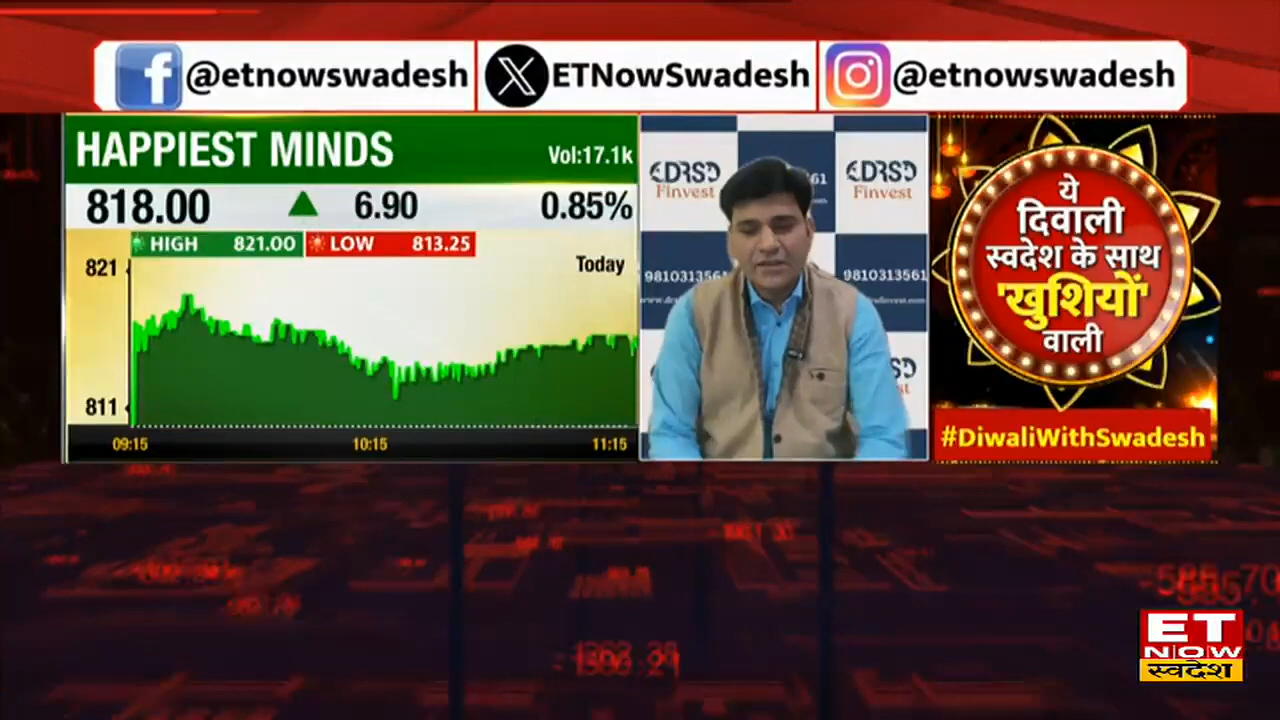 @etnowswadesh
ETNowSwadesh
@etnowswadesh
HAPPIEST MINDS
Vol:17.1k
818.00 ▲ 6.90 0.85%
HIGH 821.00 LOW 813.25
Today
821
811
09:15 10:15 11:15
DRSD
Finvest
DRSD
Finvest
9810313561
9810313561
ये
दिवाली
स्वदेश के साथ
'खुशियों'
वाली
#DiwaliWithSwadesh
ET
NOW
स्वदेश